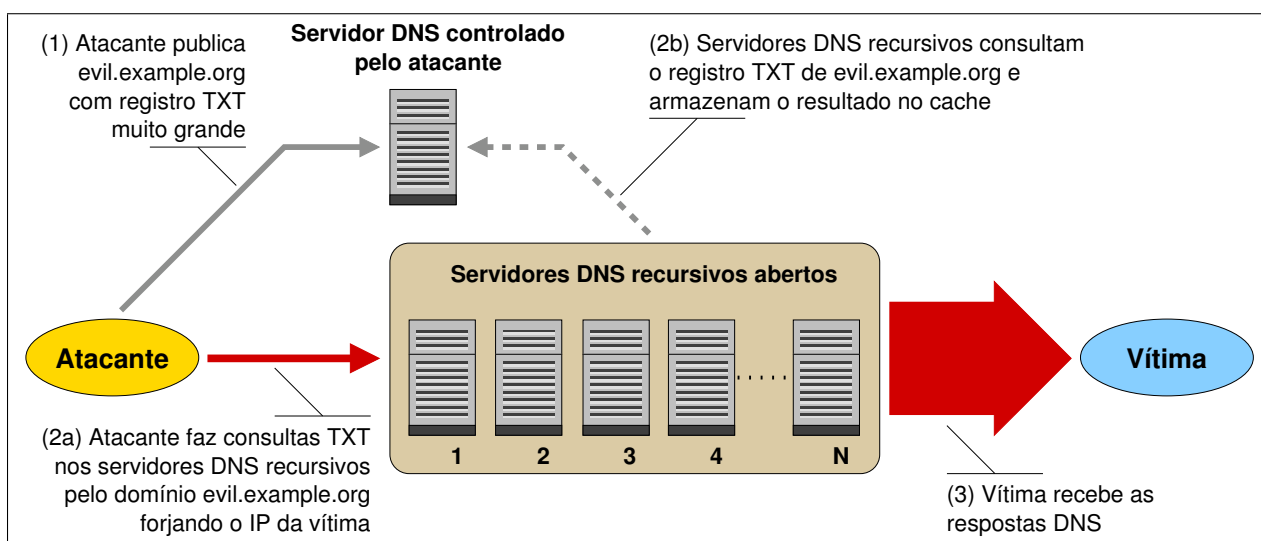 (1) Atacante publica
evil.example.org
com registro TXT
muito grande
Servidor DNS controlado
pelo atacante
(2b) Servidores DNS recursivos consultam
o registro TXT de evil.example.org e
armazenam o resultado no cache
Servidores DNS recursivos abertos
Atacante
Vítima
1 2 3 4 N
(2a) Atacante faz consultas TXT
nos servidores DNS recursivos
pelo domínio evil.example.org
forjando o IP da vítima
(3) Vítima recebe as
respostas DNS